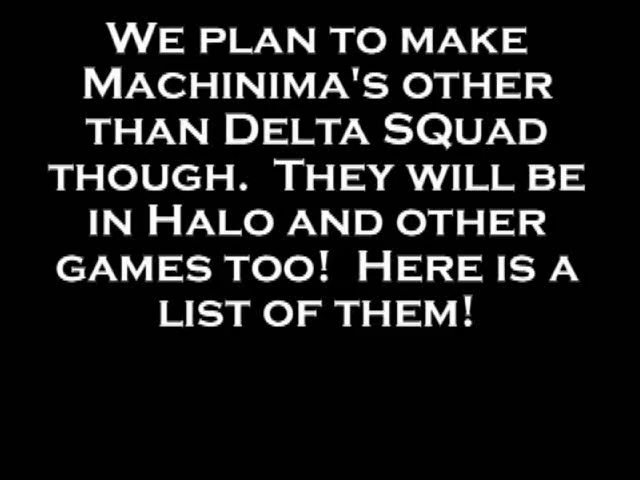 We plan to make
Machinima's other
than Delta SQuad
though.  They will be
in Halo and other
games too!  Here is a
list of them!